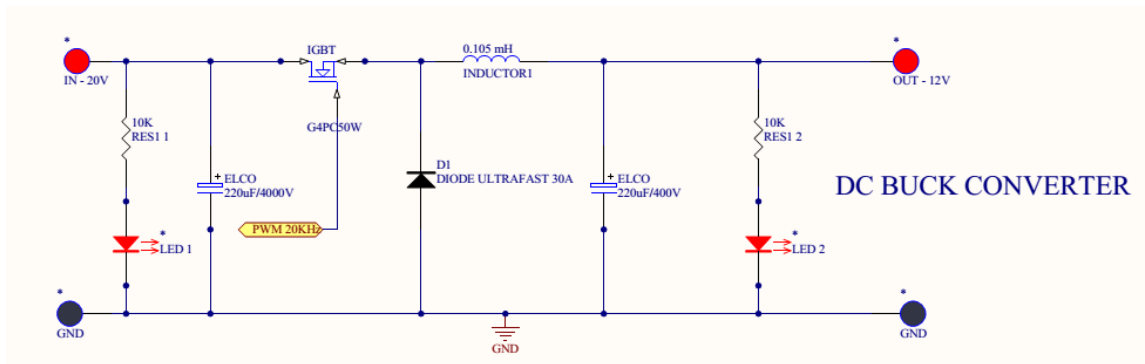 *
IN - 20V
10K
RES1 1
*
LED 1
*
GND
+
ELCO
220uF/4000V
IGBT
G4PC50W
PWM 20KHz
D1
DIODE ULTRAFAST 30A
0.105 mH
INDUCTOR1
+
ELCO
220uF/400V
GND
10K
RES1 2
*
LED 2
*
OUT - 12V
DC BUCK CONVERTER
*
GND